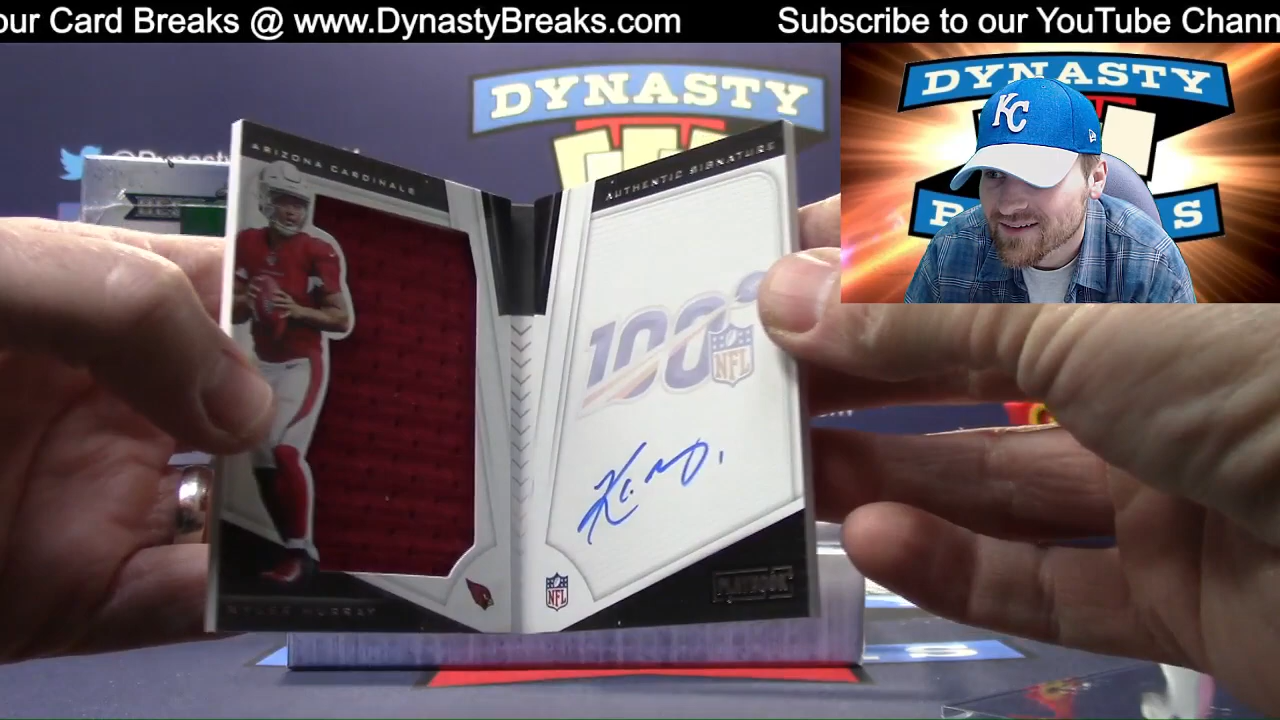 our Card Breaks @ www.DynastyBreaks.com Subscribe to our YouTube Chann
DYNASTY
DYNASTY
KC
ARIZONA CARDINALS
AUTHENTIC SIGNATURE
100
NFL
K. M
NFL
PLAYBOOK
KYLER MURRAY